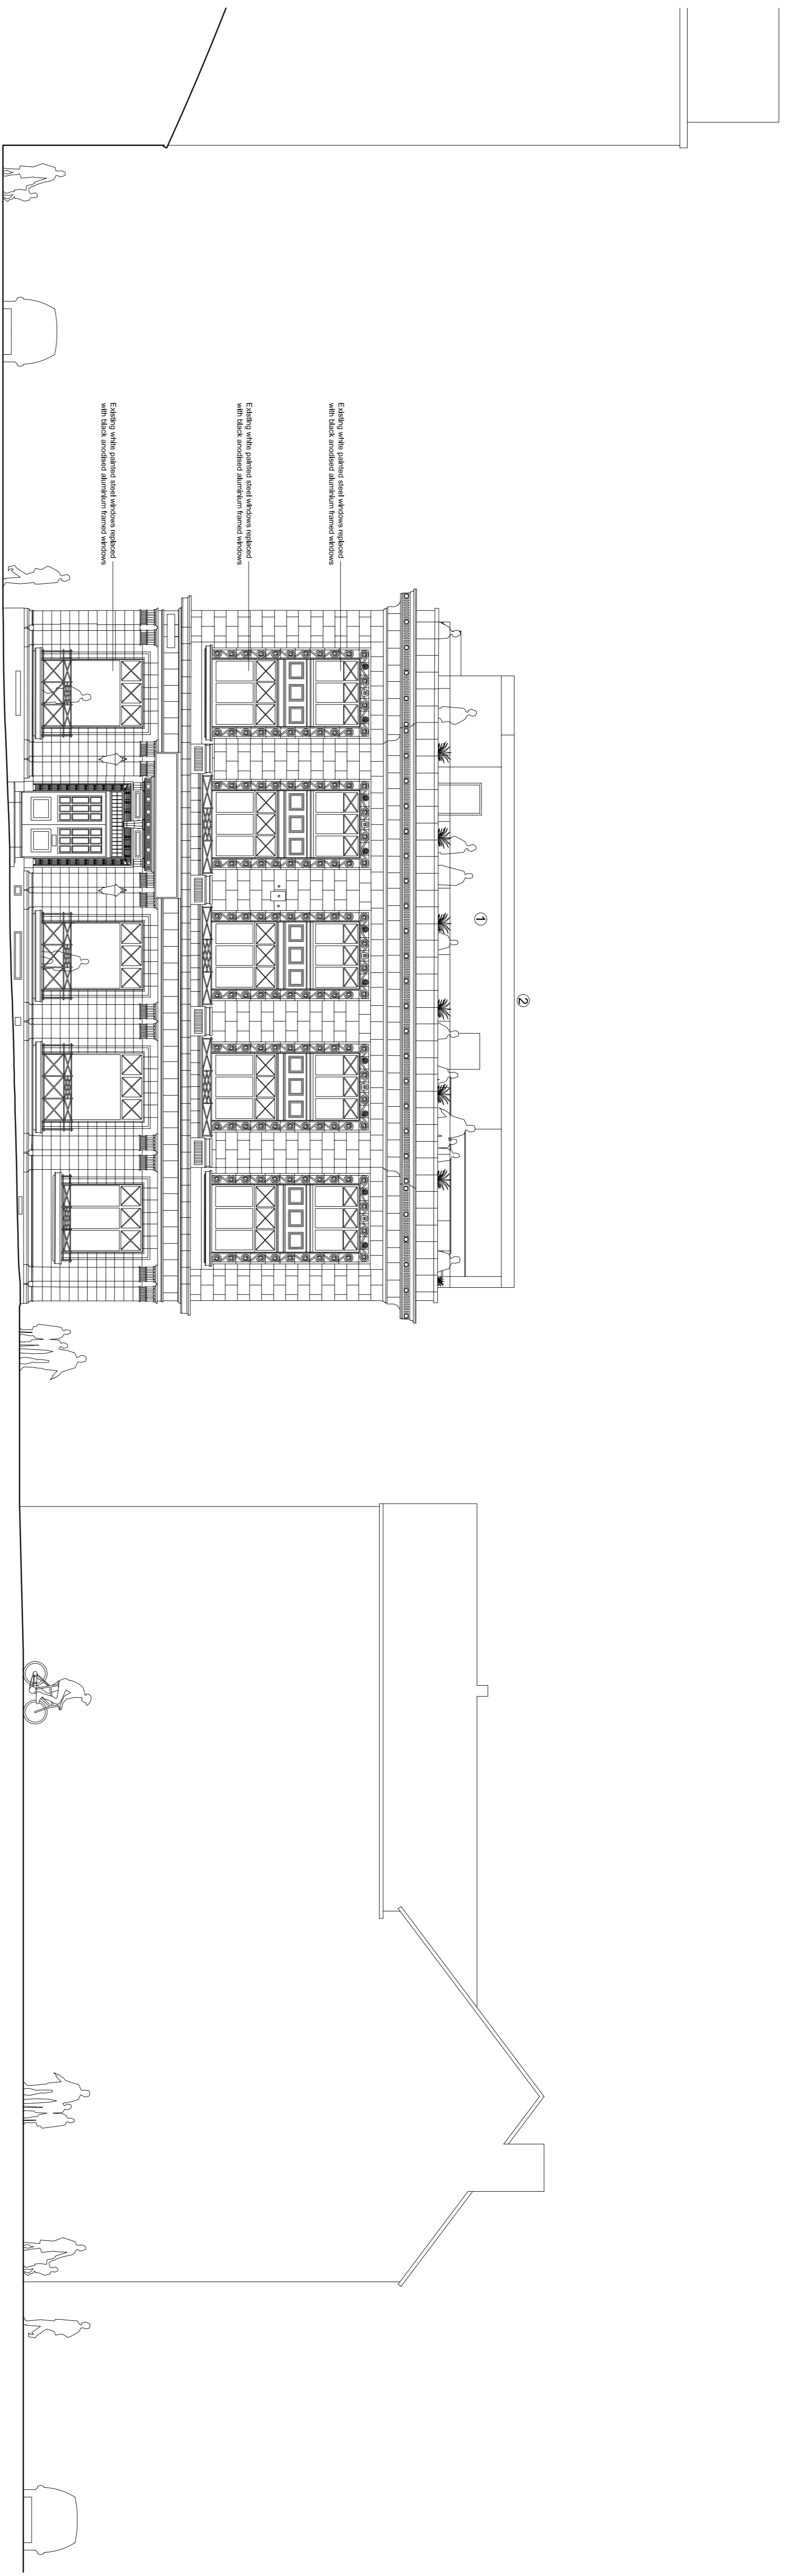 ②
①
Existing white painted steel windows replaced
with black anodised aluminium framed windows
Existing white painted steel windows replaced
with black anodised aluminium framed windows
Existing white painted steel windows replaced
with black anodised aluminium framed windows